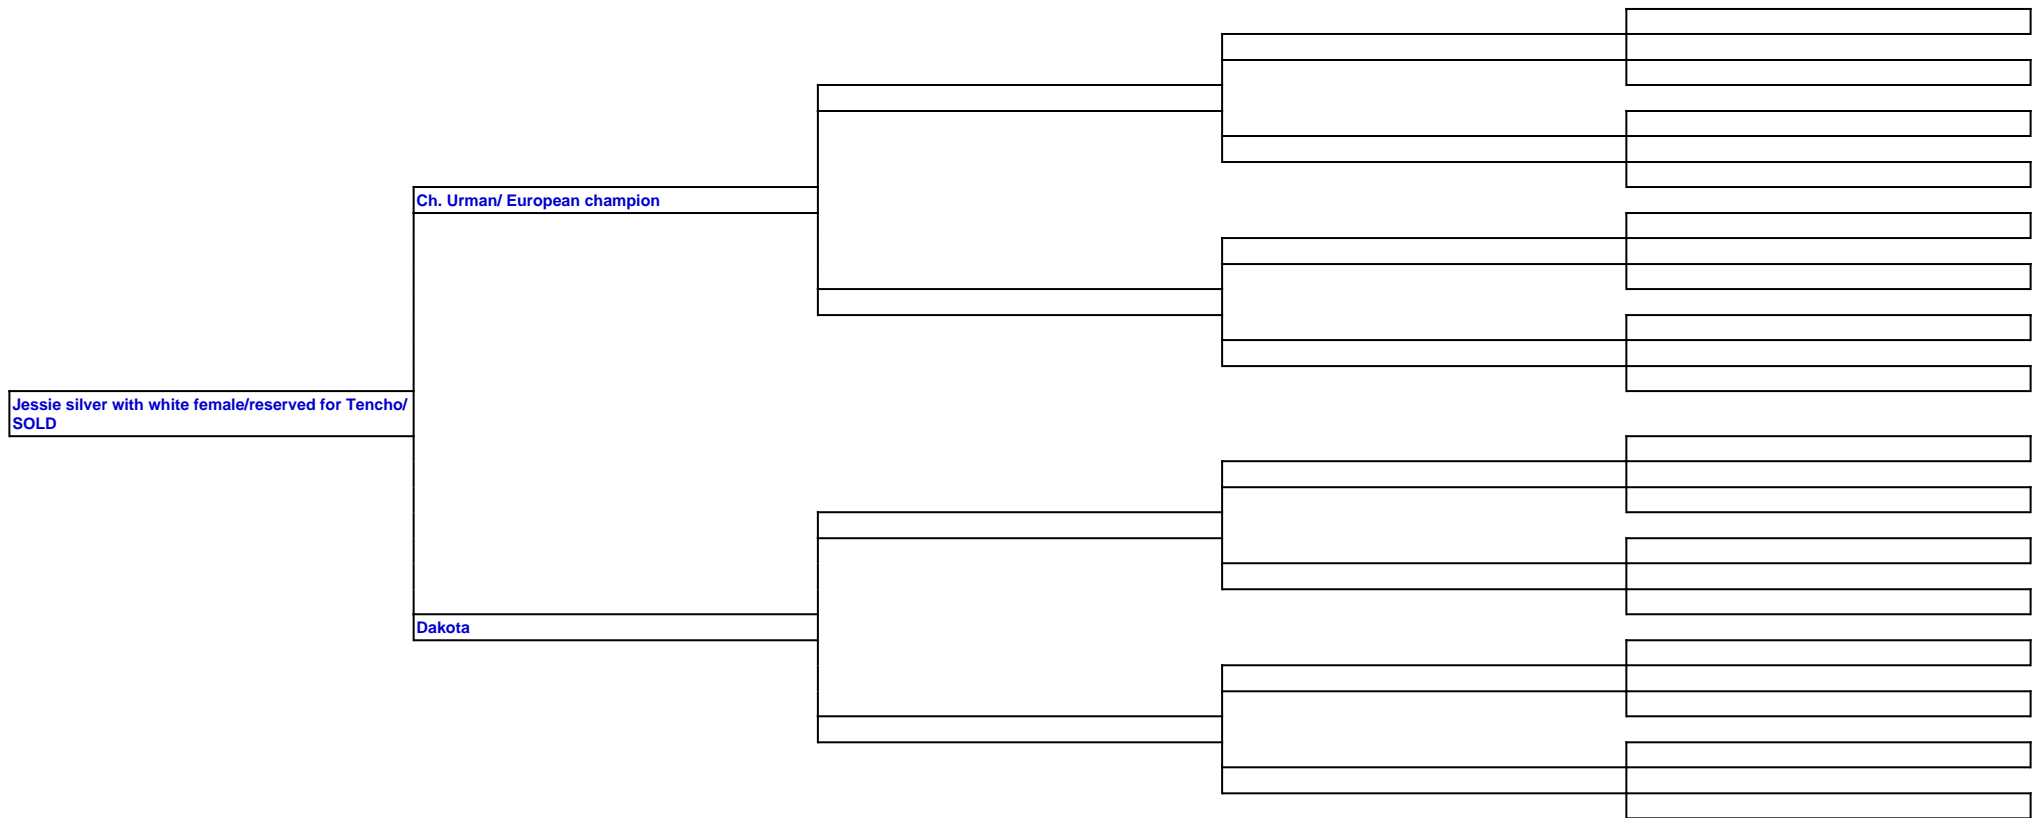 Ch. Urman/ European champion
Jessie silver with white female/reserved for Tencho/
SOLD
Dakota